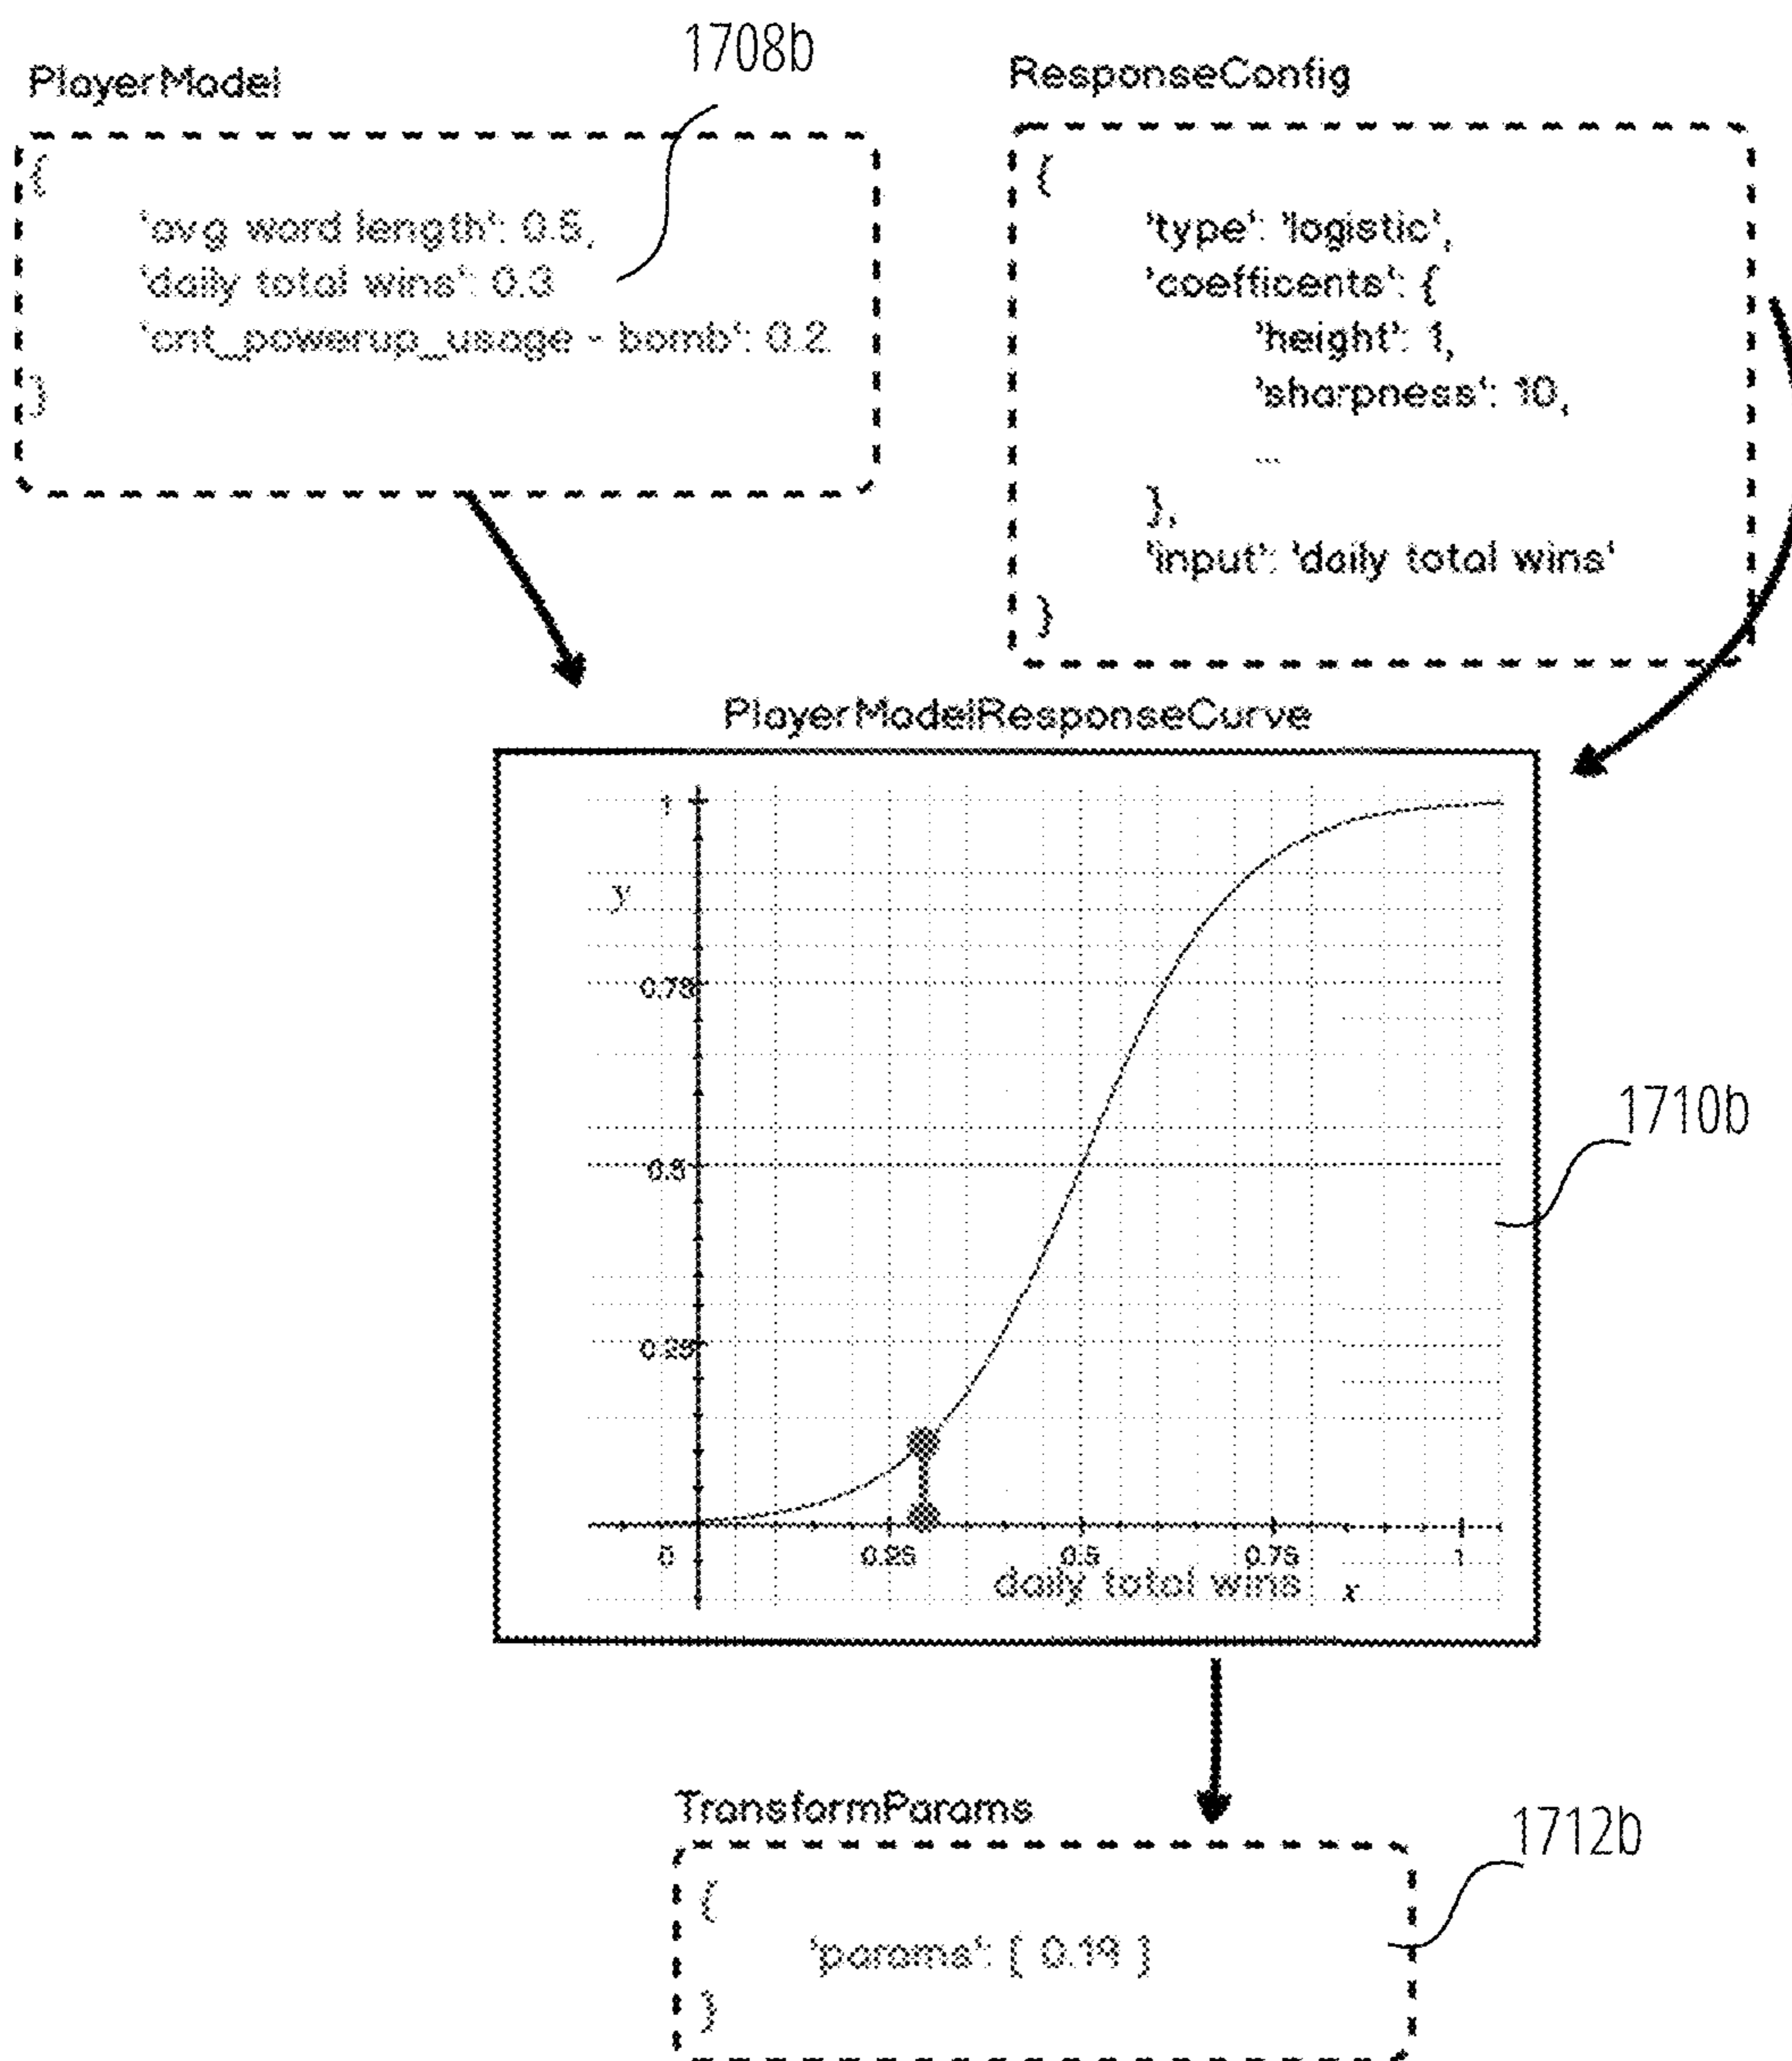 1708b
PlayerModel
{
'avg word length': 0.5,
'daily total wins': 0.3
'cnt_powerup_usage - bomb': 0.2
}
ResponseConfig
{
'type': 'logistic',
'coefficents': {
'height': 1,
'sharpness': 10,
...
},
'input': 'daily total wins'
}
PlayerModelResponseCurve
1
y
0.75
0.5
0.25
0
0.25
0.5
0.75
1
daily total wins
x
1710b
TransformParams
1712b
{
'params': [ 0.19 ]
}